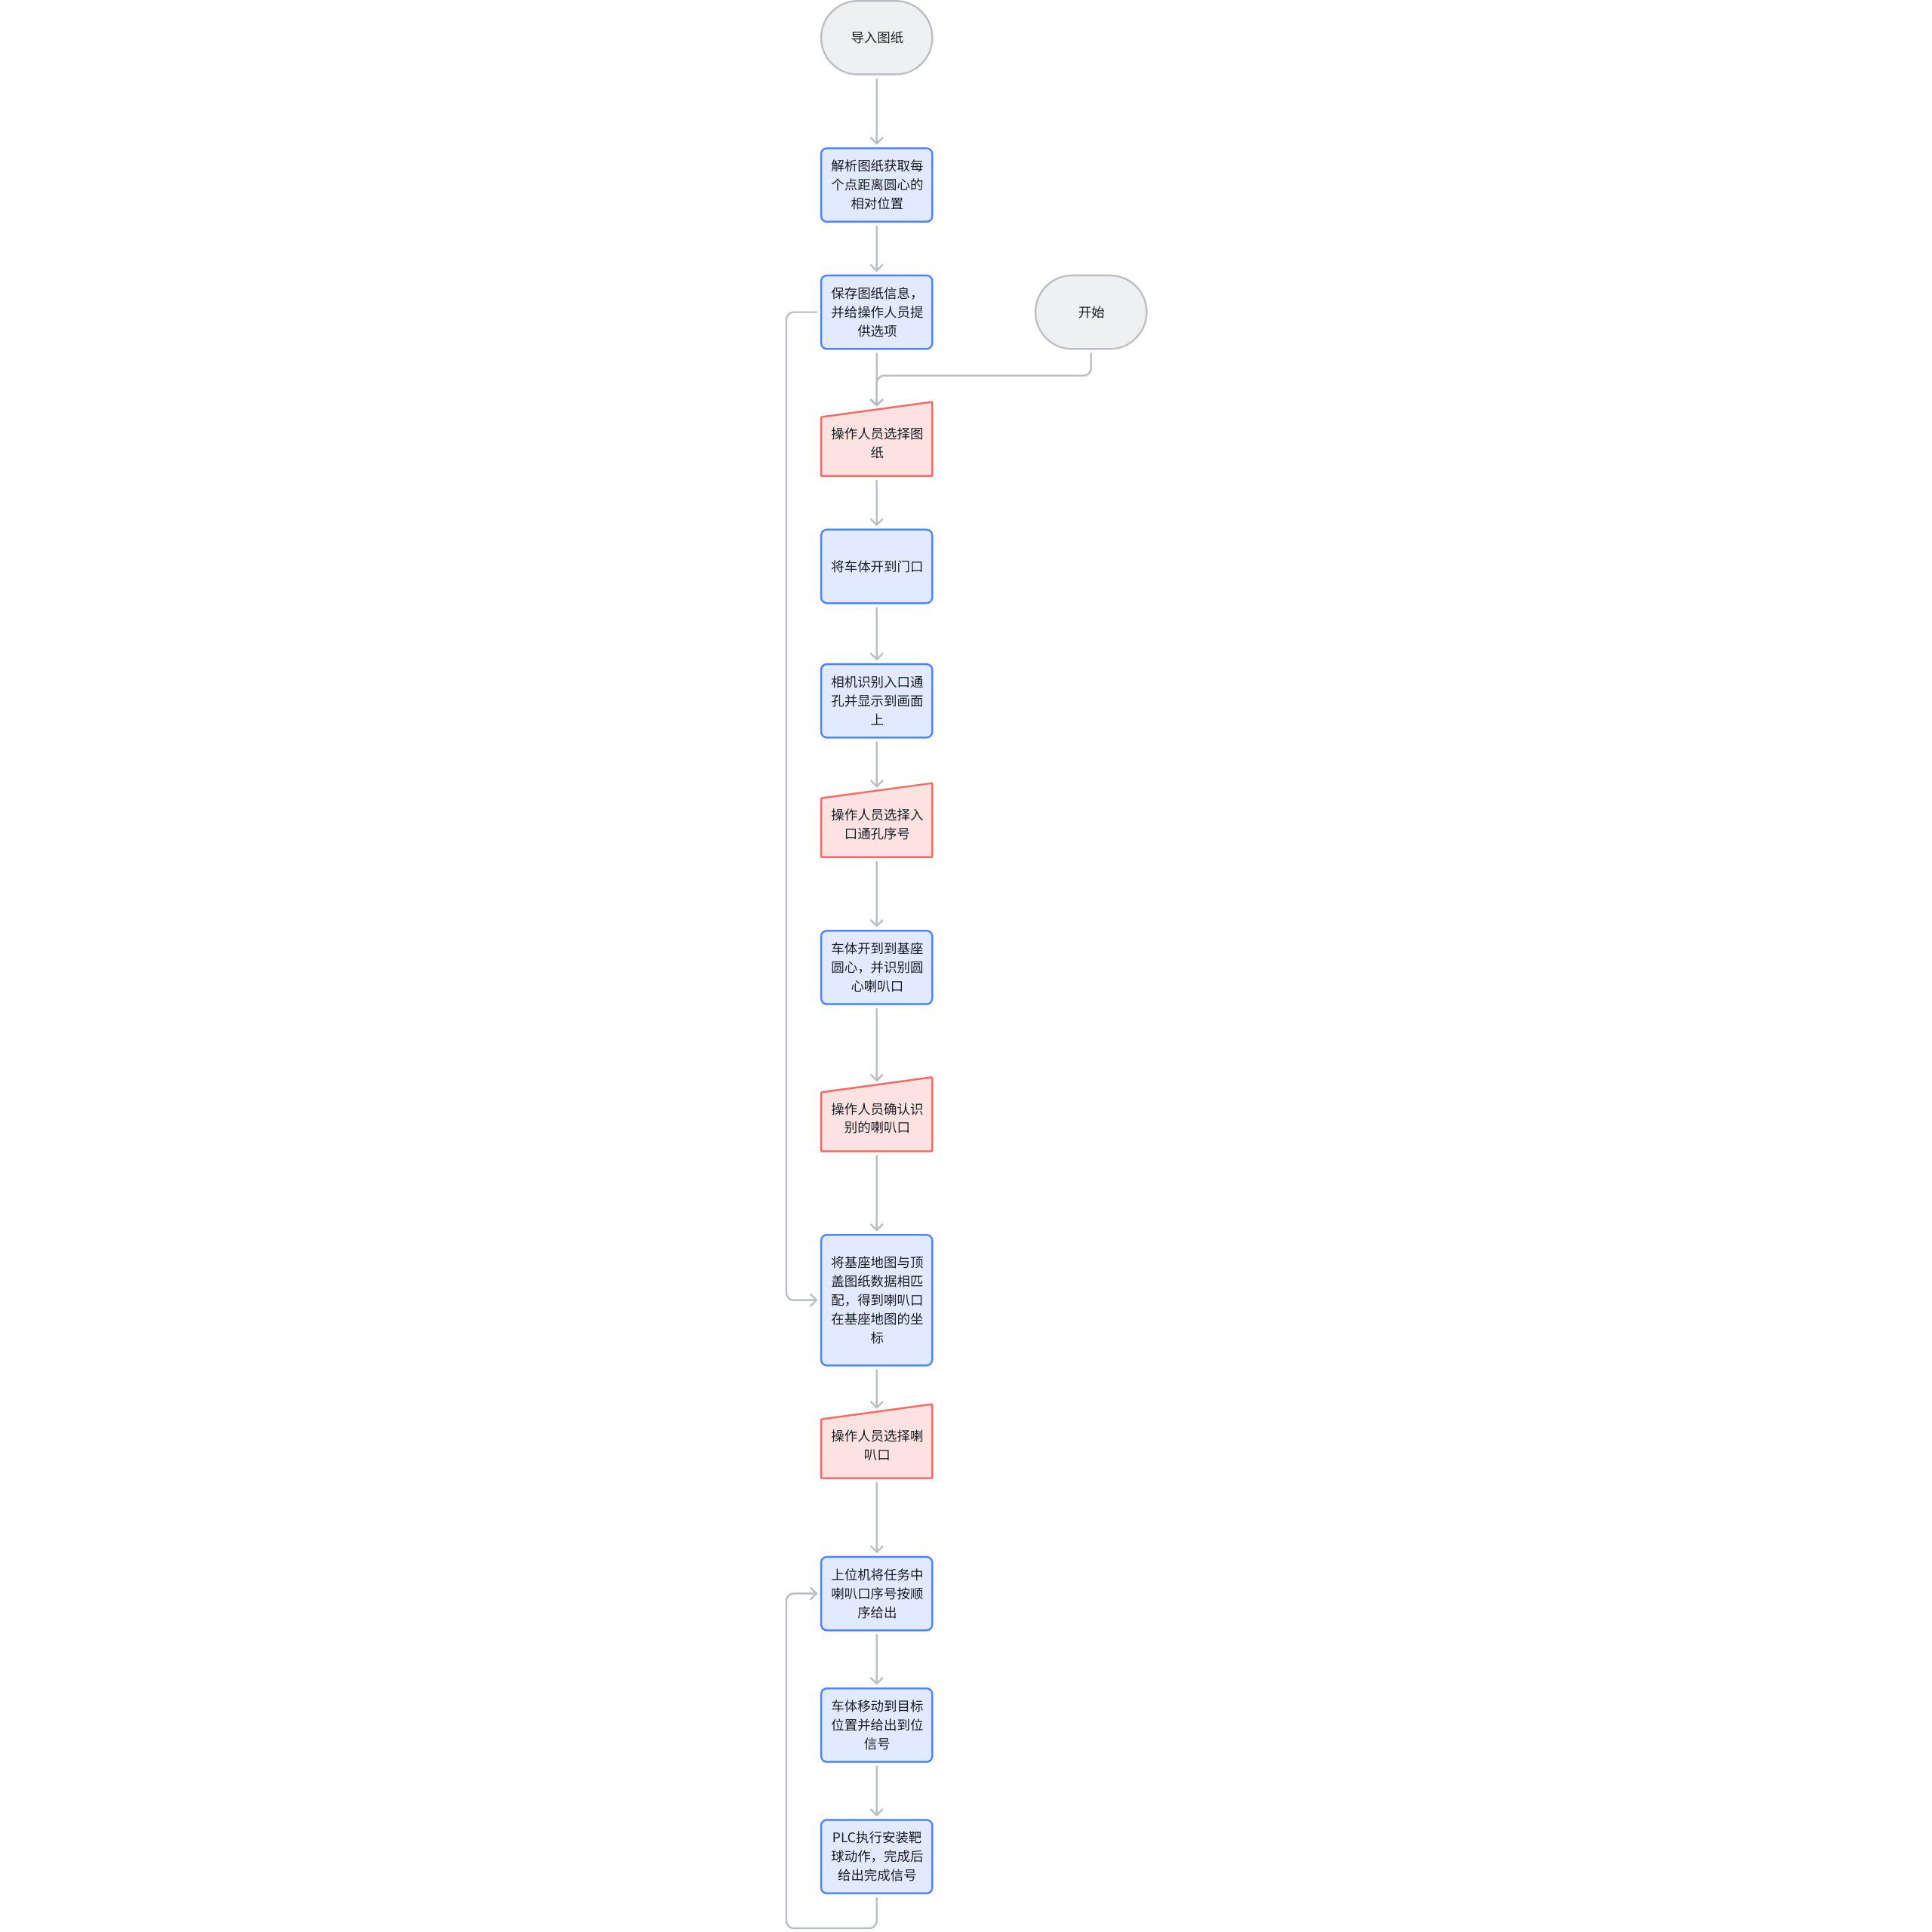 导入图纸
解析图纸获取每
个点距离圆心的
相对位置
保存图纸信息，
并给操作人员提
供选项
开始
操作人员选择图
纸
将车体开到门口
相机识别入口通
孔并显示到画面
上
操作人员选择入
口通孔序号
车体开到到基座
圆心，并识别圆
心喇叭口
操作人员确认识
别的喇叭口
将基座地图与顶
盖图纸数据相匹
配，得到喇叭口
在基座地图的坐
标
操作人员选择喇
叭口
上位机将任务中
喇叭口序号按顺
序给出
车体移动到目标
位置并给出到位
信号
PLC执行安装靶
球动作，完成后
给出完成信号